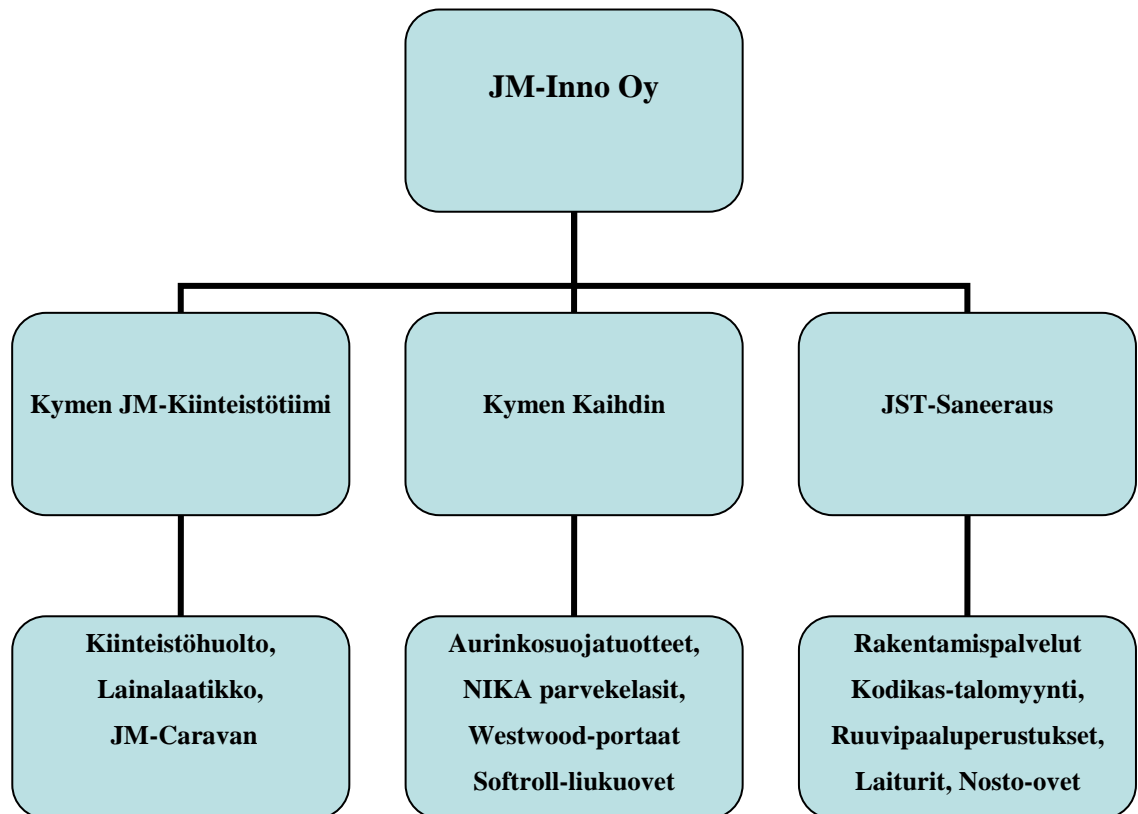 JM-Inno Oy
Kymen JM-Kiinteistötiimi
Kymen Kaihdin
JST-Saneeraus
Kiinteistöhuolto,
Lainalaatikko,
JM-Caravan
Aurinkosuojatuotteet,
NIKA parvekelasit,
Westwood-portaat
Softroll-liukuovet
Rakentamispalvelut
Kodikas-talomyynti,
Ruuvipaaluperustukset,
Laiturit, Nosto-ovet